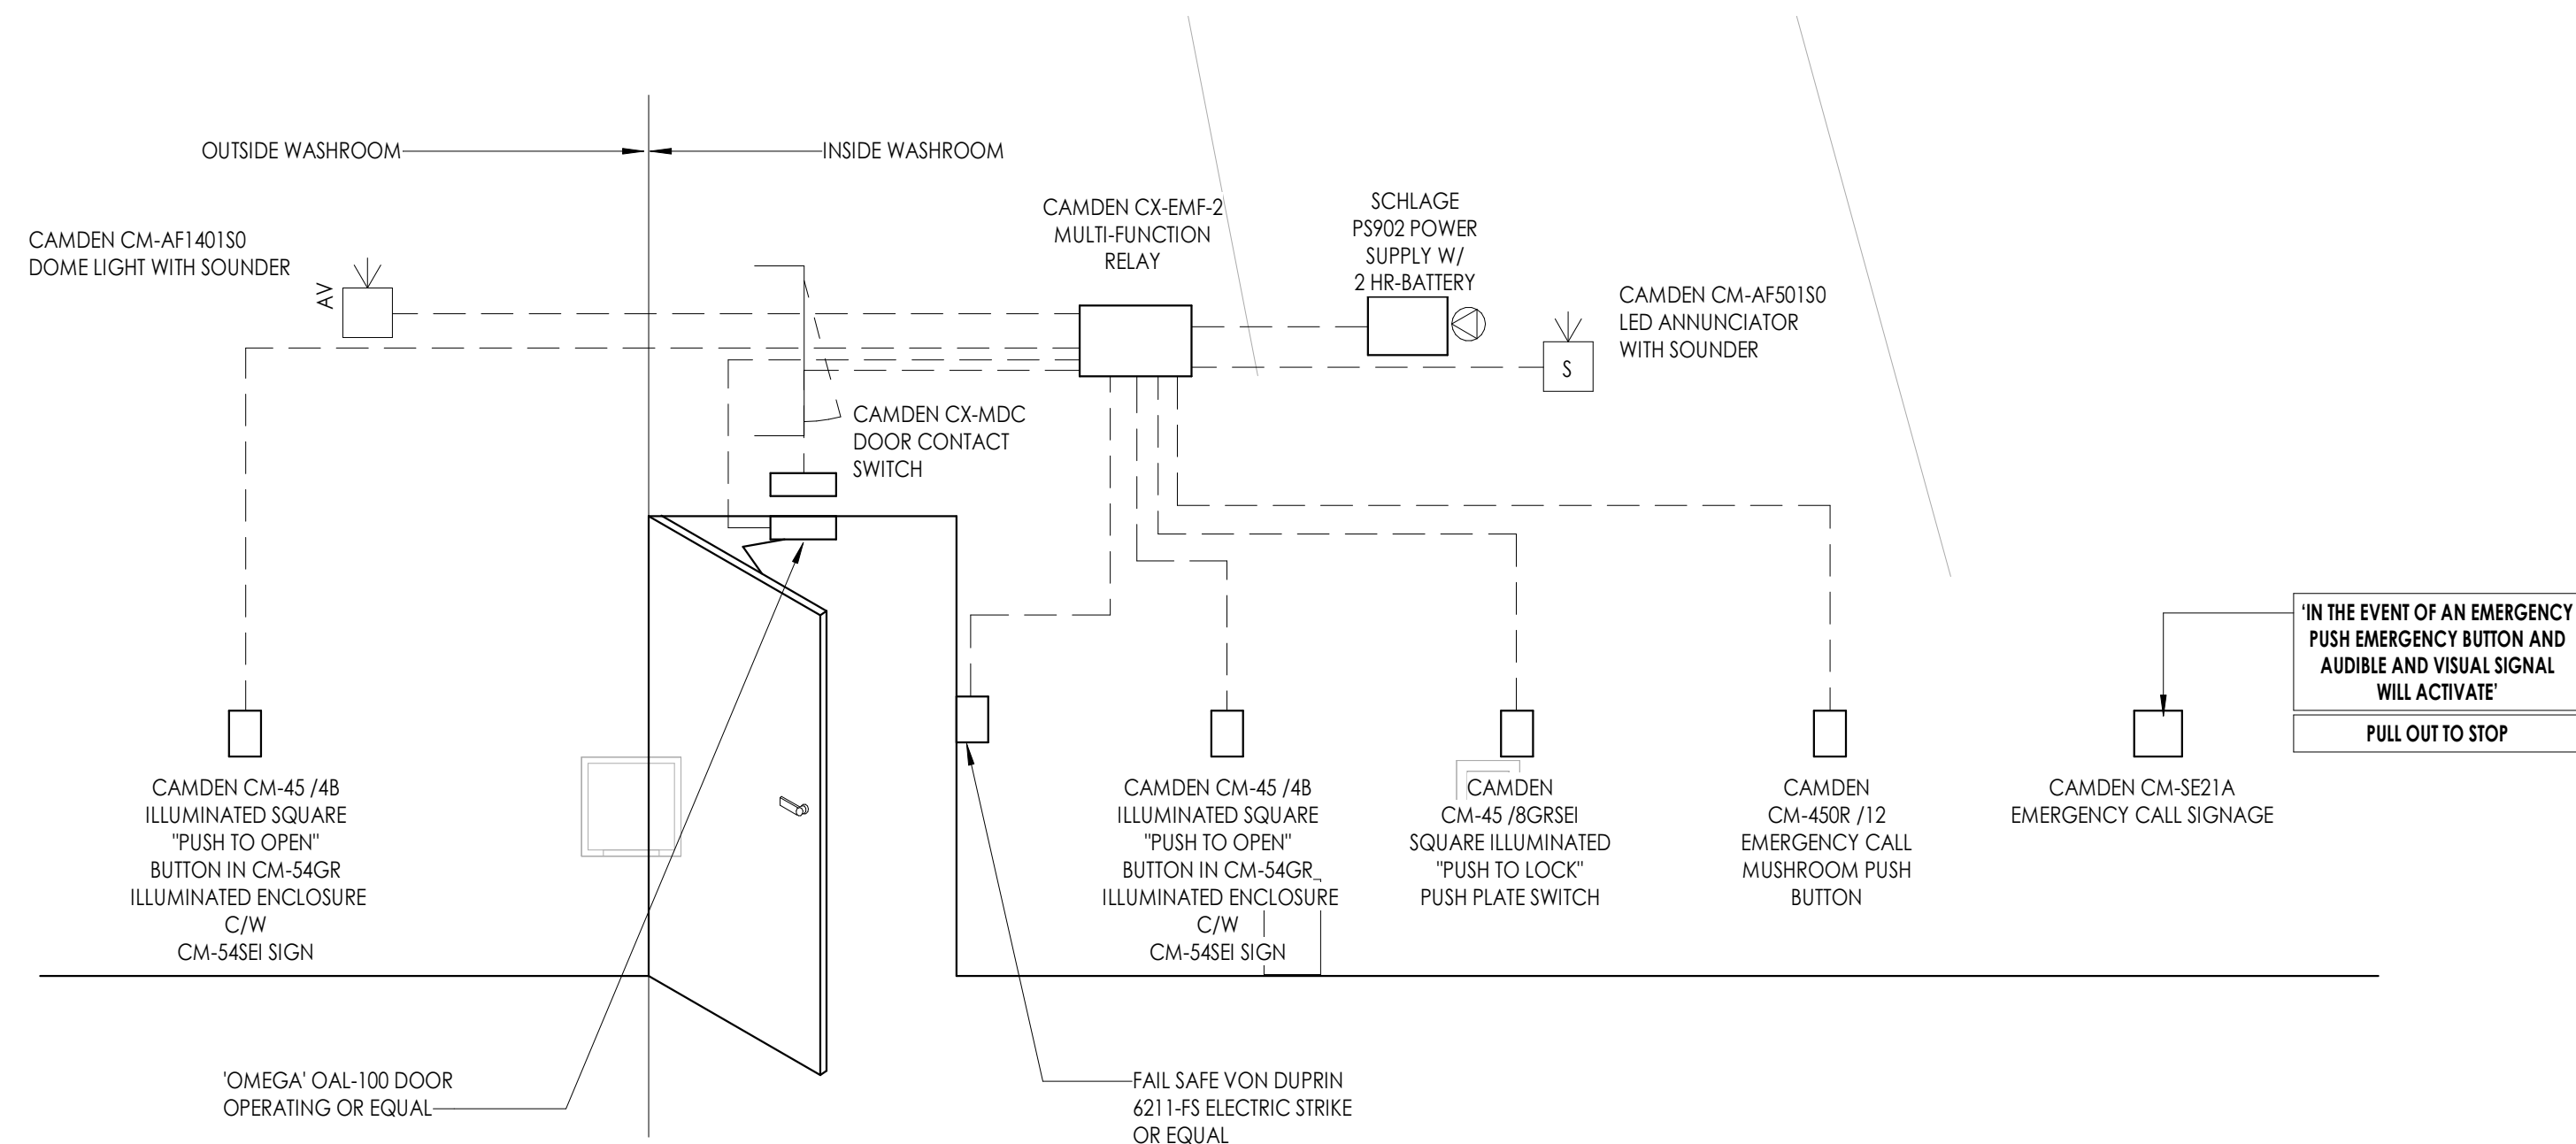 OUTSIDE WASHROOM
INSIDE WASHROOM
CAMDEN CM-AF1401S0
DOME LIGHT WITH SOUNDER
AV
CAMDEN CX-EMF-2
MULTI-FUNCTION
RELAY
SCHLAGE
PS902 POWER
SUPPLY W/
2 HR-BATTERY
CAMDEN CM-AF501S0
LED ANNUNCIATOR
WITH SOUNDER
S
CAMDEN CX-MDC
DOOR CONTACT
SWITCH
'IN THE EVENT OF AN EMERGENCY
PUSH EMERGENCY BUTTON AND
AUDIBLE AND VISUAL SIGNAL
WILL ACTIVATE'
PULL OUT TO STOP
CAMDEN CM-45 /4B
ILLUMINATED SQUARE
"PUSH TO OPEN"
BUTTON IN CM-54GR
ILLUMINATED ENCLOSURE
C/W
CM-54SEI SIGN
CAMDEN CM-45 /4B
ILLUMINATED SQUARE
"PUSH TO OPEN"
BUTTON IN CM-54GR
ILLUMINATED ENCLOSURE
C/W
CM-54SEI SIGN
CAMDEN
CM-45 /8GRSEI
SQUARE ILLUMINATED
"PUSH TO LOCK"
PUSH PLATE SWITCH
CAMDEN
CM-450R /12
EMERGENCY CALL
MUSHROOM PUSH
BUTTON
CAMDEN CM-SE21A
EMERGENCY CALL SIGNAGE
'OMEGA' OAL-100 DOOR
OPERATING OR EQUAL
FAIL SAFE VON DUPRIN
6211-FS ELECTRIC STRIKE
OR EQUAL